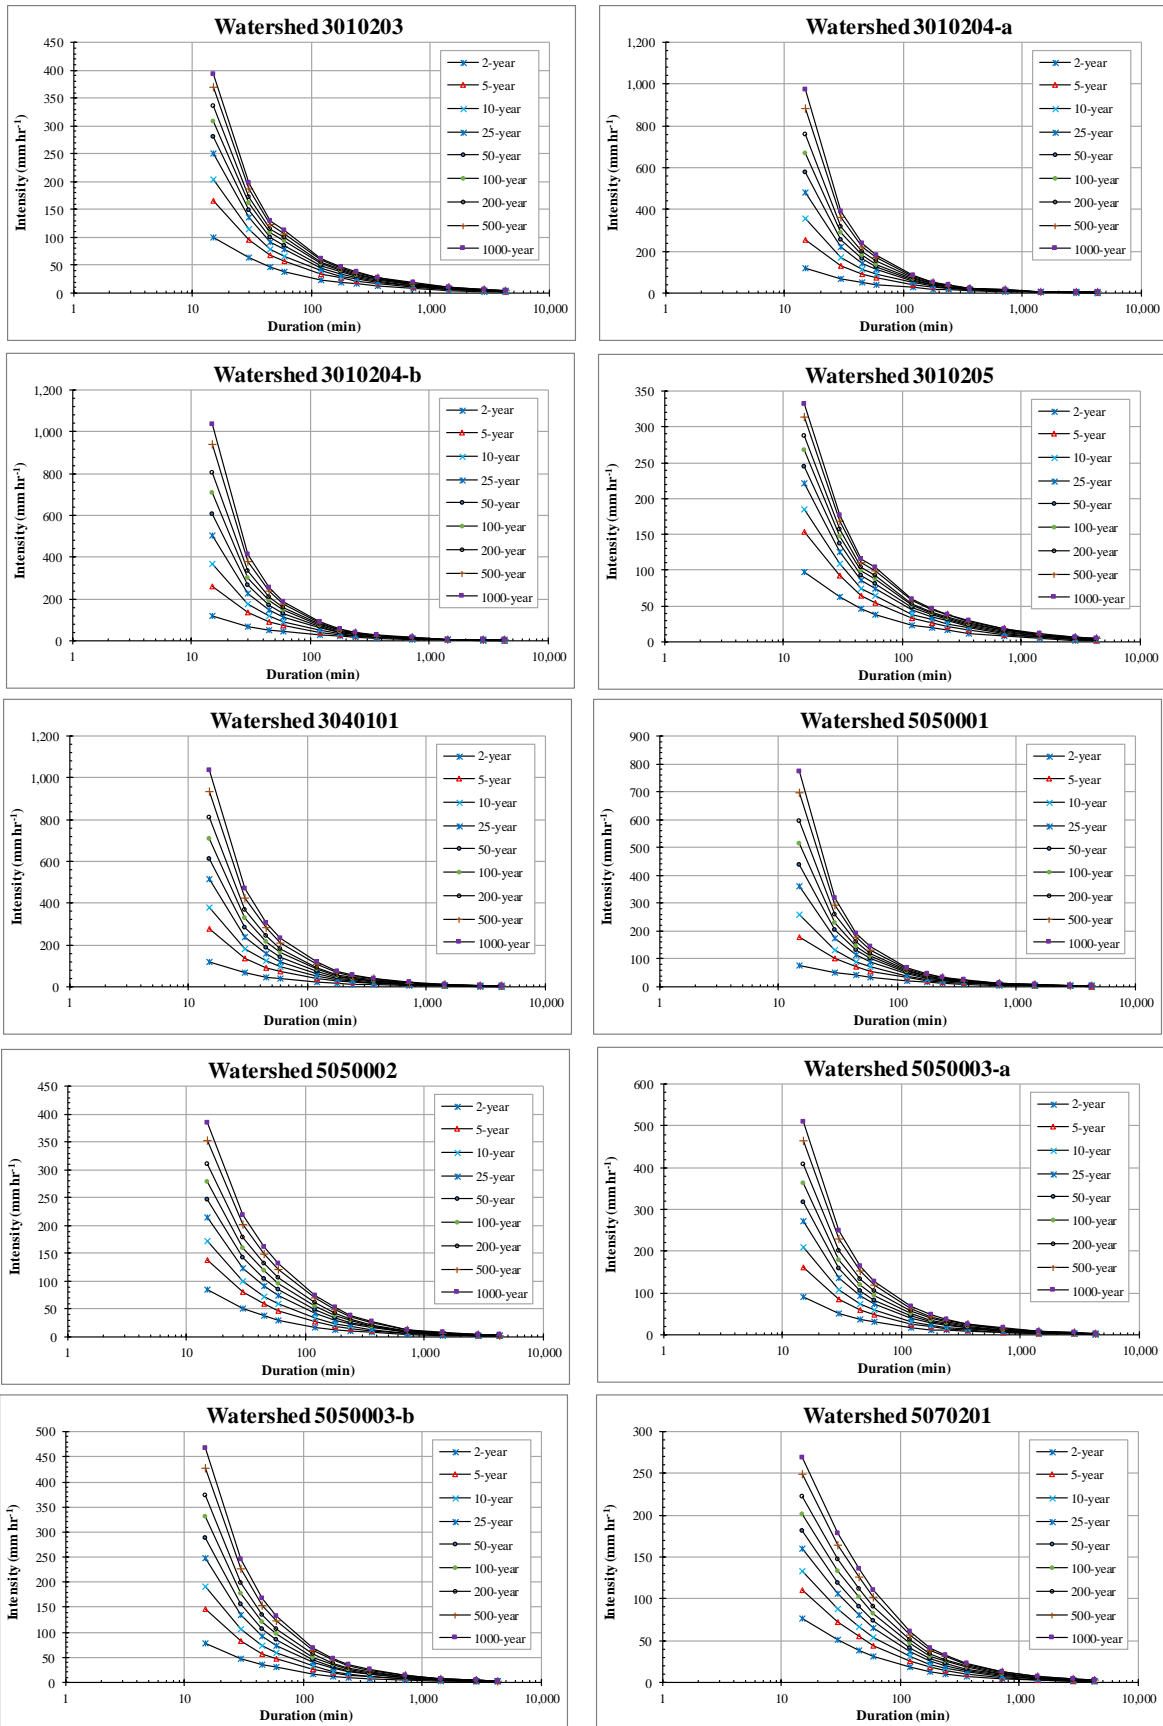 Watershed 3010203
450
400
350
300
250
200
150
100
50
0
Intensity (mm hr⁻¹)
1 10 100 1,000 10,000
Duration (min)
2-year
5-year
10-year
25-year
50-year
100-year
200-year
500-year
1000-year
Watershed 3010204-a
1,200
1,000
800
600
400
200
0
Intensity (mm hr⁻¹)
1 10 100 1,000 10,000
Duration (min)
2-year
5-year
10-year
25-year
50-year
100-year
200-year
500-year
1000-year
Watershed 3010204-b
1,200
1,000
800
600
400
200
0
Intensity (mm hr⁻¹)
1 10 100 1,000 10,000
Duration (min)
2-year
5-year
10-year
25-year
50-year
100-year
200-year
500-year
1000-year
Watershed 3010205
350
300
250
200
150
100
50
0
Intensity (mm hr⁻¹)
1 10 100 1,000 10,000
Duration (min)
2-year
5-year
10-year
25-year
50-year
100-year
200-year
500-year
1000-year
Watershed 3040101
1,200
1,000
800
600
400
200
0
Intensity (mm hr⁻¹)
1 10 100 1,000 10,000
Duration (min)
2-year
5-year
10-year
25-year
50-year
100-year
200-year
500-year
1000-year
Watershed 5050001
900
800
700
600
500
400
300
200
100
0
Intensity (mm hr⁻¹)
1 10 100 1,000 10,000
Duration (min)
2-year
5-year
10-year
25-year
50-year
100-year
200-year
500-year
1000-year
Watershed 5050002
450
400
350
300
250
200
150
100
50
0
Intensity (mm hr⁻¹)
1 10 100 1,000 10,000
Duration (min)
2-year
5-year
10-year
25-year
50-year
100-year
200-year
500-year
1000-year
Watershed 5050003-a
600
500
400
300
200
100
0
Intensity (mm hr⁻¹)
1 10 100 1,000 10,000
Duration (min)
2-year
5-year
10-year
25-year
50-year
100-year
200-year
500-year
1000-year
Watershed 5050003-b
500
450
400
350
300
250
200
150
100
50
0
Intensity (mm hr⁻¹)
1 10 100 1,000 10,000
Duration (min)
2-year
5-year
10-year
25-year
50-year
100-year
200-year
500-year
1000-year
Watershed 5070201
300
250
200
150
100
50
0
Intensity (mm hr⁻¹)
1 10 100 1,000 10,000
Duration (min)
2-year
5-year
10-year
25-year
50-year
100-year
200-year
500-year
1000-year